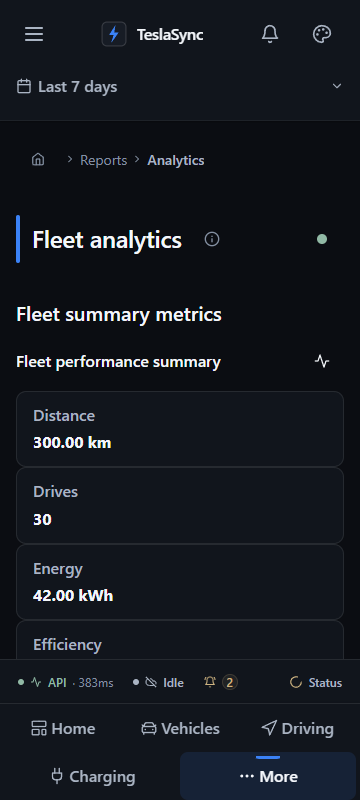 TeslaSync
Last 7 days
Reports > Analytics
Fleet analytics
Fleet summary metrics
Fleet performance summary
Distance
300.00 km
Drives
30
Energy
42.00 kWh
Efficiency
API · 383ms Idle 2 Status
Home Vehicles Driving
Charging ··· More